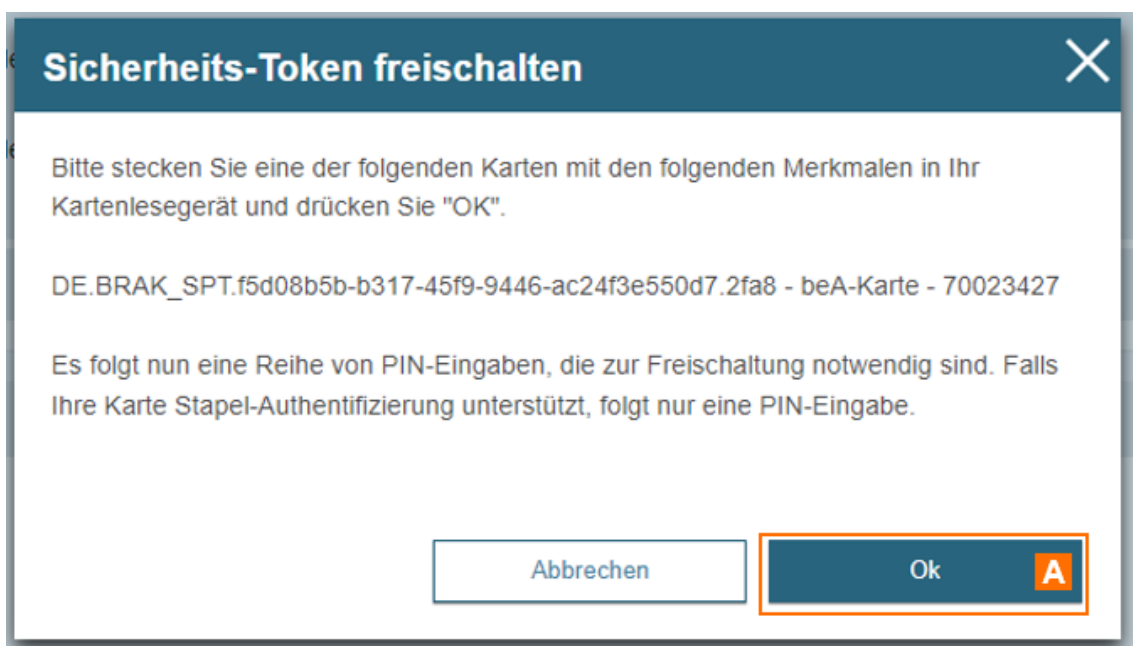 Sicherheits-Token freischalten
Bitte stecken Sie eine der folgenden Karten mit den folgenden Merkmalen in Ihr
Kartenlesegerät und drücken Sie "OK".
DE.BRAK_SPT.f5d08b5b-b317-45f9-9446-ac24f3e550d7.2fa8 - beA-Karte - 70023427
Es folgt nun eine Reihe von PIN-Eingaben, die zur Freischaltung notwendig sind. Falls
Ihre Karte Stapel-Authentifizierung unterstützt, folgt nur eine PIN-Eingabe.
Abbrechen
Ok A